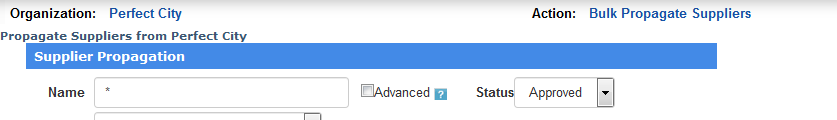 Organization: Perfect City Action: Bulk Propagate Suppliers
Propagate Suppliers from Perfect City
Supplier Propagation
Name * Advanced ? Status Approved